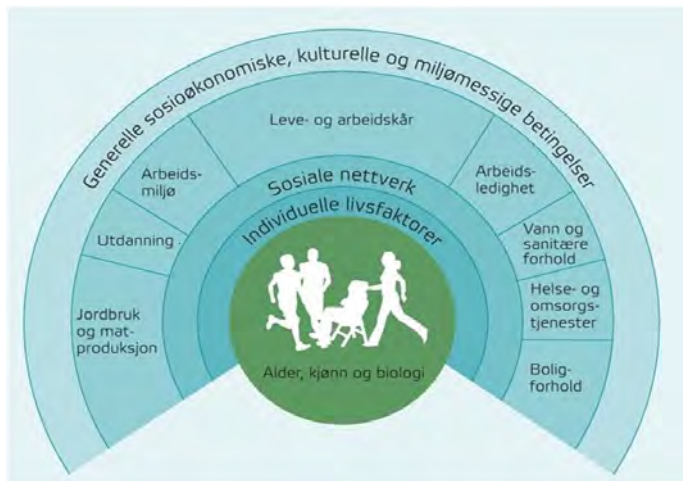 Generelle sosioøkonomiske, kulturelle og miljømessige betingelser
Leve- og arbeidskår
Arbeids-
miljø
Utdanning
Jordbruk
og mat-
produksjon
Arbeids-
ledighet
Vann og
sanitære
forhold
Helse- og
omsorgs-
tjenester
Bolig-
forhold
Sosiale nettverk
Individuelle livsfaktorer
Alder, kjønn og biologi